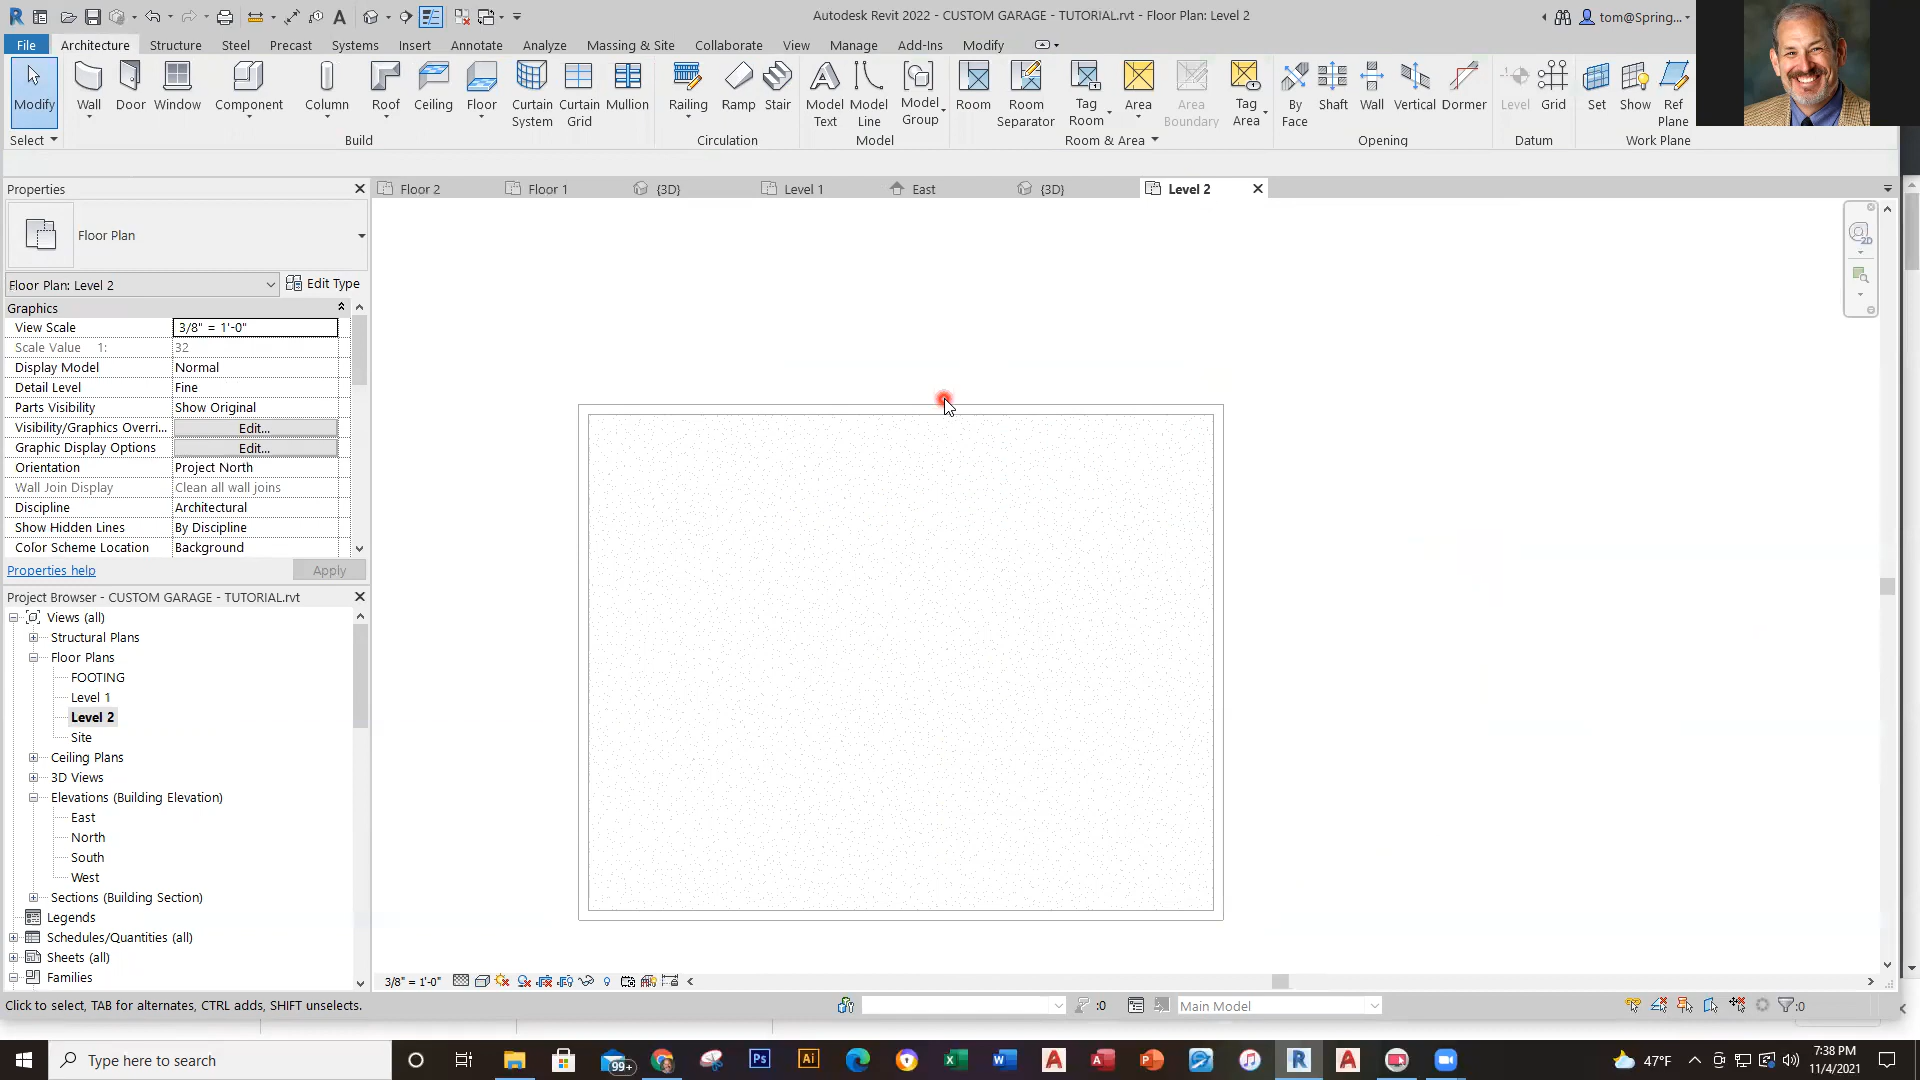 Autodesk Revit 2022 - CUSTOM GARAGE - TUTORIAL.rvt - Floor Plan: Level 2
tom@Spring...
File Architecture Structure Steel Precast Systems Insert Annotate Analyze Massing & Site Collaborate View Manage Add-Ins Modify
Modify Wall Door Window Component Column Roof Ceiling Floor Curtain System Curtain Grid Mullion Railing Ramp Stair Model Text Model Line Model Group Room Room Separator Tag Room Area Area Boundary Tag Area By Face Shaft Wall Vertical Dormer Level Grid Set Show Ref Plane
Select Build Circulation Model Room & Area Opening Datum Work Plane
Properties
Floor 2 Floor 1 {3D} Level 1 East {3D} Level 2
Floor Plan
Floor Plan: Level 2 Edit Type
Graphics
View Scale 3/8" = 1'-0"
Scale Value 1: 32
Display Model Normal
Detail Level Fine
Parts Visibility Show Original
Visibility/Graphics Overri... Edit...
Graphic Display Options Edit...
Orientation Project North
Wall Join Display Clean all wall joins
Discipline Architectural
Show Hidden Lines By Discipline
Color Scheme Location Background
Properties help Apply
Project Browser - CUSTOM GARAGE - TUTORIAL.rvt
Views (all)
Structural Plans
Floor Plans
FOOTING
Level 1
Level 2
Site
Ceiling Plans
3D Views
Elevations (Building Elevation)
East
North
South
West
Sections (Building Section)
Legends
Schedules/Quantities (all)
Sheets (all)
Families
2D
3/8" = 1'-0"
Click to select, TAB for alternates, CTRL adds, SHIFT unselects.
:0
Main Model
:0
Type here to search
99+
Ps
Ai
47°F
7:38 PM
11/4/2021